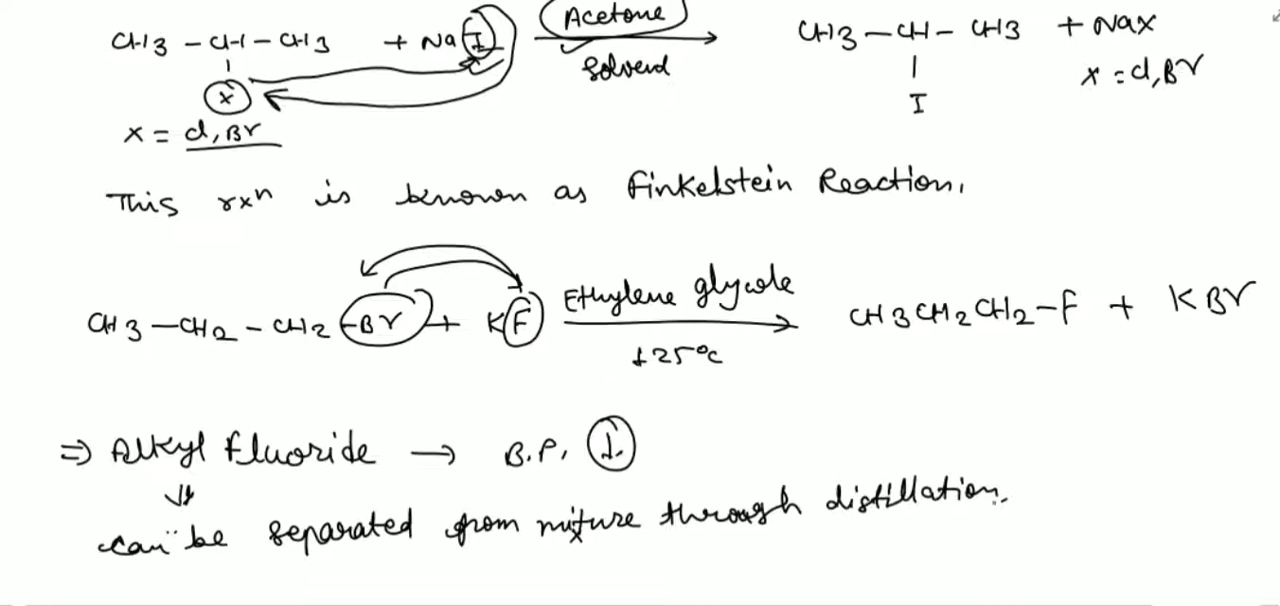 CH3 - CH - CH3 + NaI Acetone CH3 - CH - CH3 + NaX
| Solvend |
X I X = Cl, Br
X = Cl, Br
This rxn is known as Finkelstein Reaction.
CH3 - CH2 - CH2 - Br + KF Ethylene glycole CH3CH2CH2-F + KBr
125°C
⇒ Alkyl fluoride → B.P. ↓
can be separated from mixture through distillation.